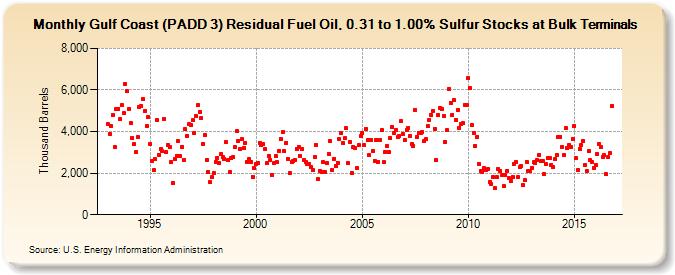 Monthly Gulf Coast (PADD 3) Residual Fuel Oil, 0.31 to 1.00% Sulfur Stocks at Bulk Terminals
Thousand Barrels
8,000
6,000
4,000
2,000
0
1995 2000 2005 2010 2015
Source: U.S. Energy Information Administration